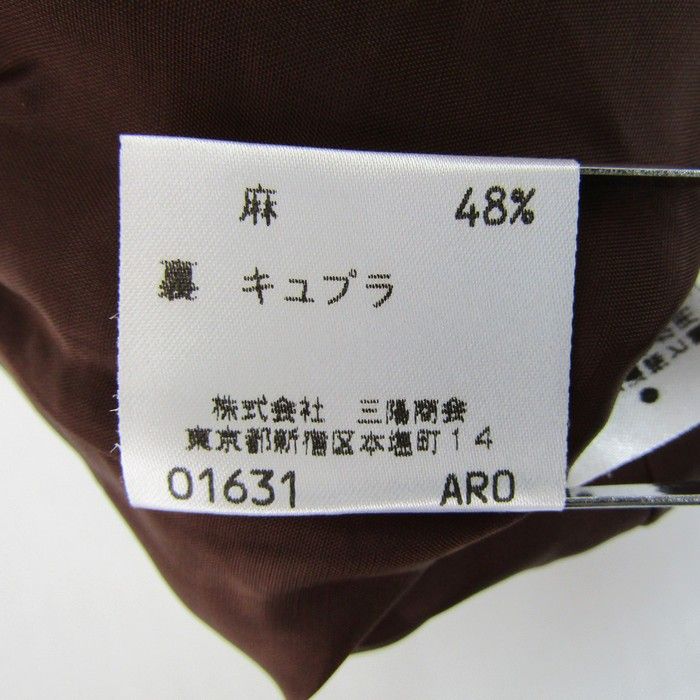 麻 48%
裏 キュプラ
株式会社 三陽商会
東京都新宿区本塩町14
01631 ARO